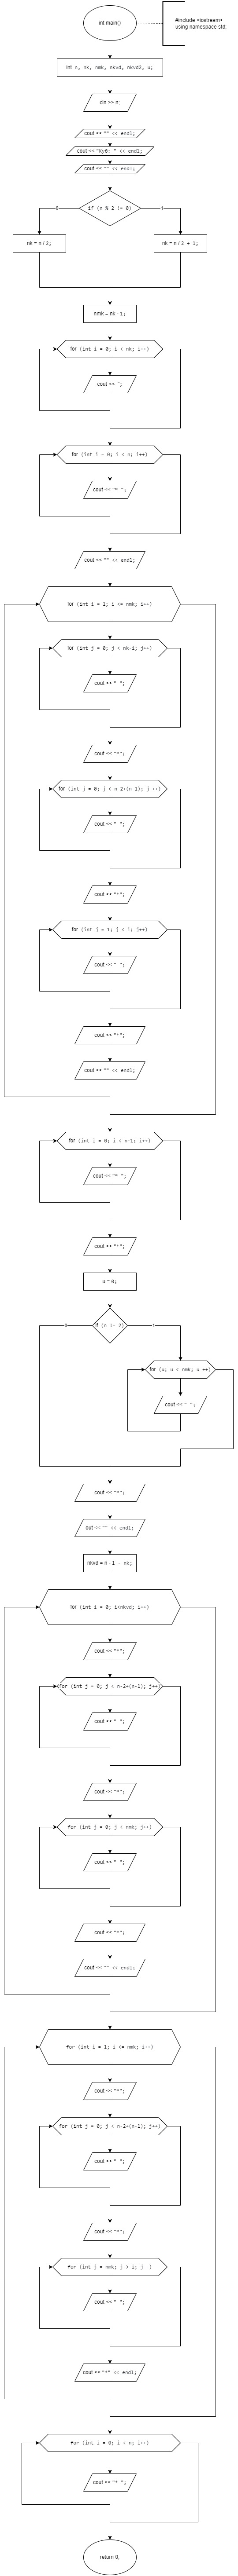 int main()
#include <iostream>
using namespace std;
int n, nk, nmk, nkvd, nkvd2, u;
cin >> n;
cout << "" << endl;
cout << "Куб: " << endl;
cout << "" << endl;
if (n % 2 != 0)
0
1
nk = n / 2;
nk = n / 2 + 1;
nmk = nk - 1;
for (int i = 0; i < nk; i++)
cout << " ";
for (int i = 0; i < n; i++)
cout << "* ";
cout << "" << endl;
for (int i = 1; i <= nmk; i++)
for (int j = 0; j < nk-i; j++)
cout << " ";
cout << "*";
for (int j = 0; j < n-2+(n-1); j ++)
cout << " ";
cout << "*";
for (int j = 1; j < i; j++)
cout << " ";
cout << "*";
cout << "" << endl;
for (int i = 0; i < n-1; i++)
cout << "* ";
cout << "*";
u = 0;
if (n != 2)
0
1
for (u; u < nmk; u ++)
cout << " ";
cout << "*";
out << "" << endl;
nkvd = n - 1 - nk;
for (int i = 0; i<nkvd; i++)
cout << "*";
for (int j = 0; j < n-2+(n-1); j++)
cout << " ";
cout << "*";
for (int j = 0; j < nmk; j++)
cout << " ";
cout << "*";
cout << "" << endl;
for (int i = 1; i <= nmk; i++)
cout << "*";
for (int j = 0; j < n-2+(n-1); j++)
cout << " ";
cout << "*";
for (int j = nmk; j > i; j--)
cout << " ";
cout << "*" << endl;
for (int i = 0; i < n; i++)
cout << "* ";
return 0;